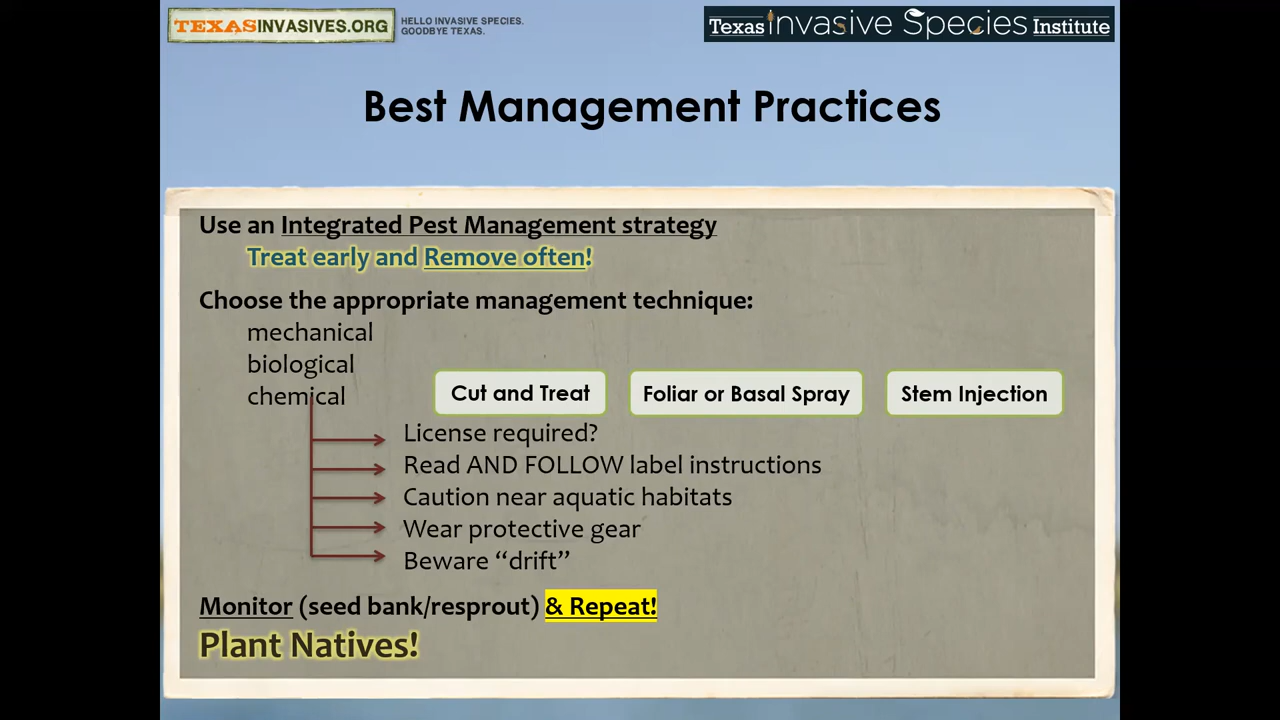 TEXASINVASIVES.ORG
HELLO INVASIVE SPECIES.
GOODBYE TEXAS.
Texas Invasive Species Institute
Best Management Practices
Use an Integrated Pest Management strategy
Treat early and Remove often!
Choose the appropriate management technique:
mechanical
biological
chemical
Cut and Treat
Foliar or Basal Spray
Stem Injection
License required?
Read AND FOLLOW label instructions
Caution near aquatic habitats
Wear protective gear
Beware “drift”
Monitor (seed bank/resprout) & Repeat!
Plant Natives!